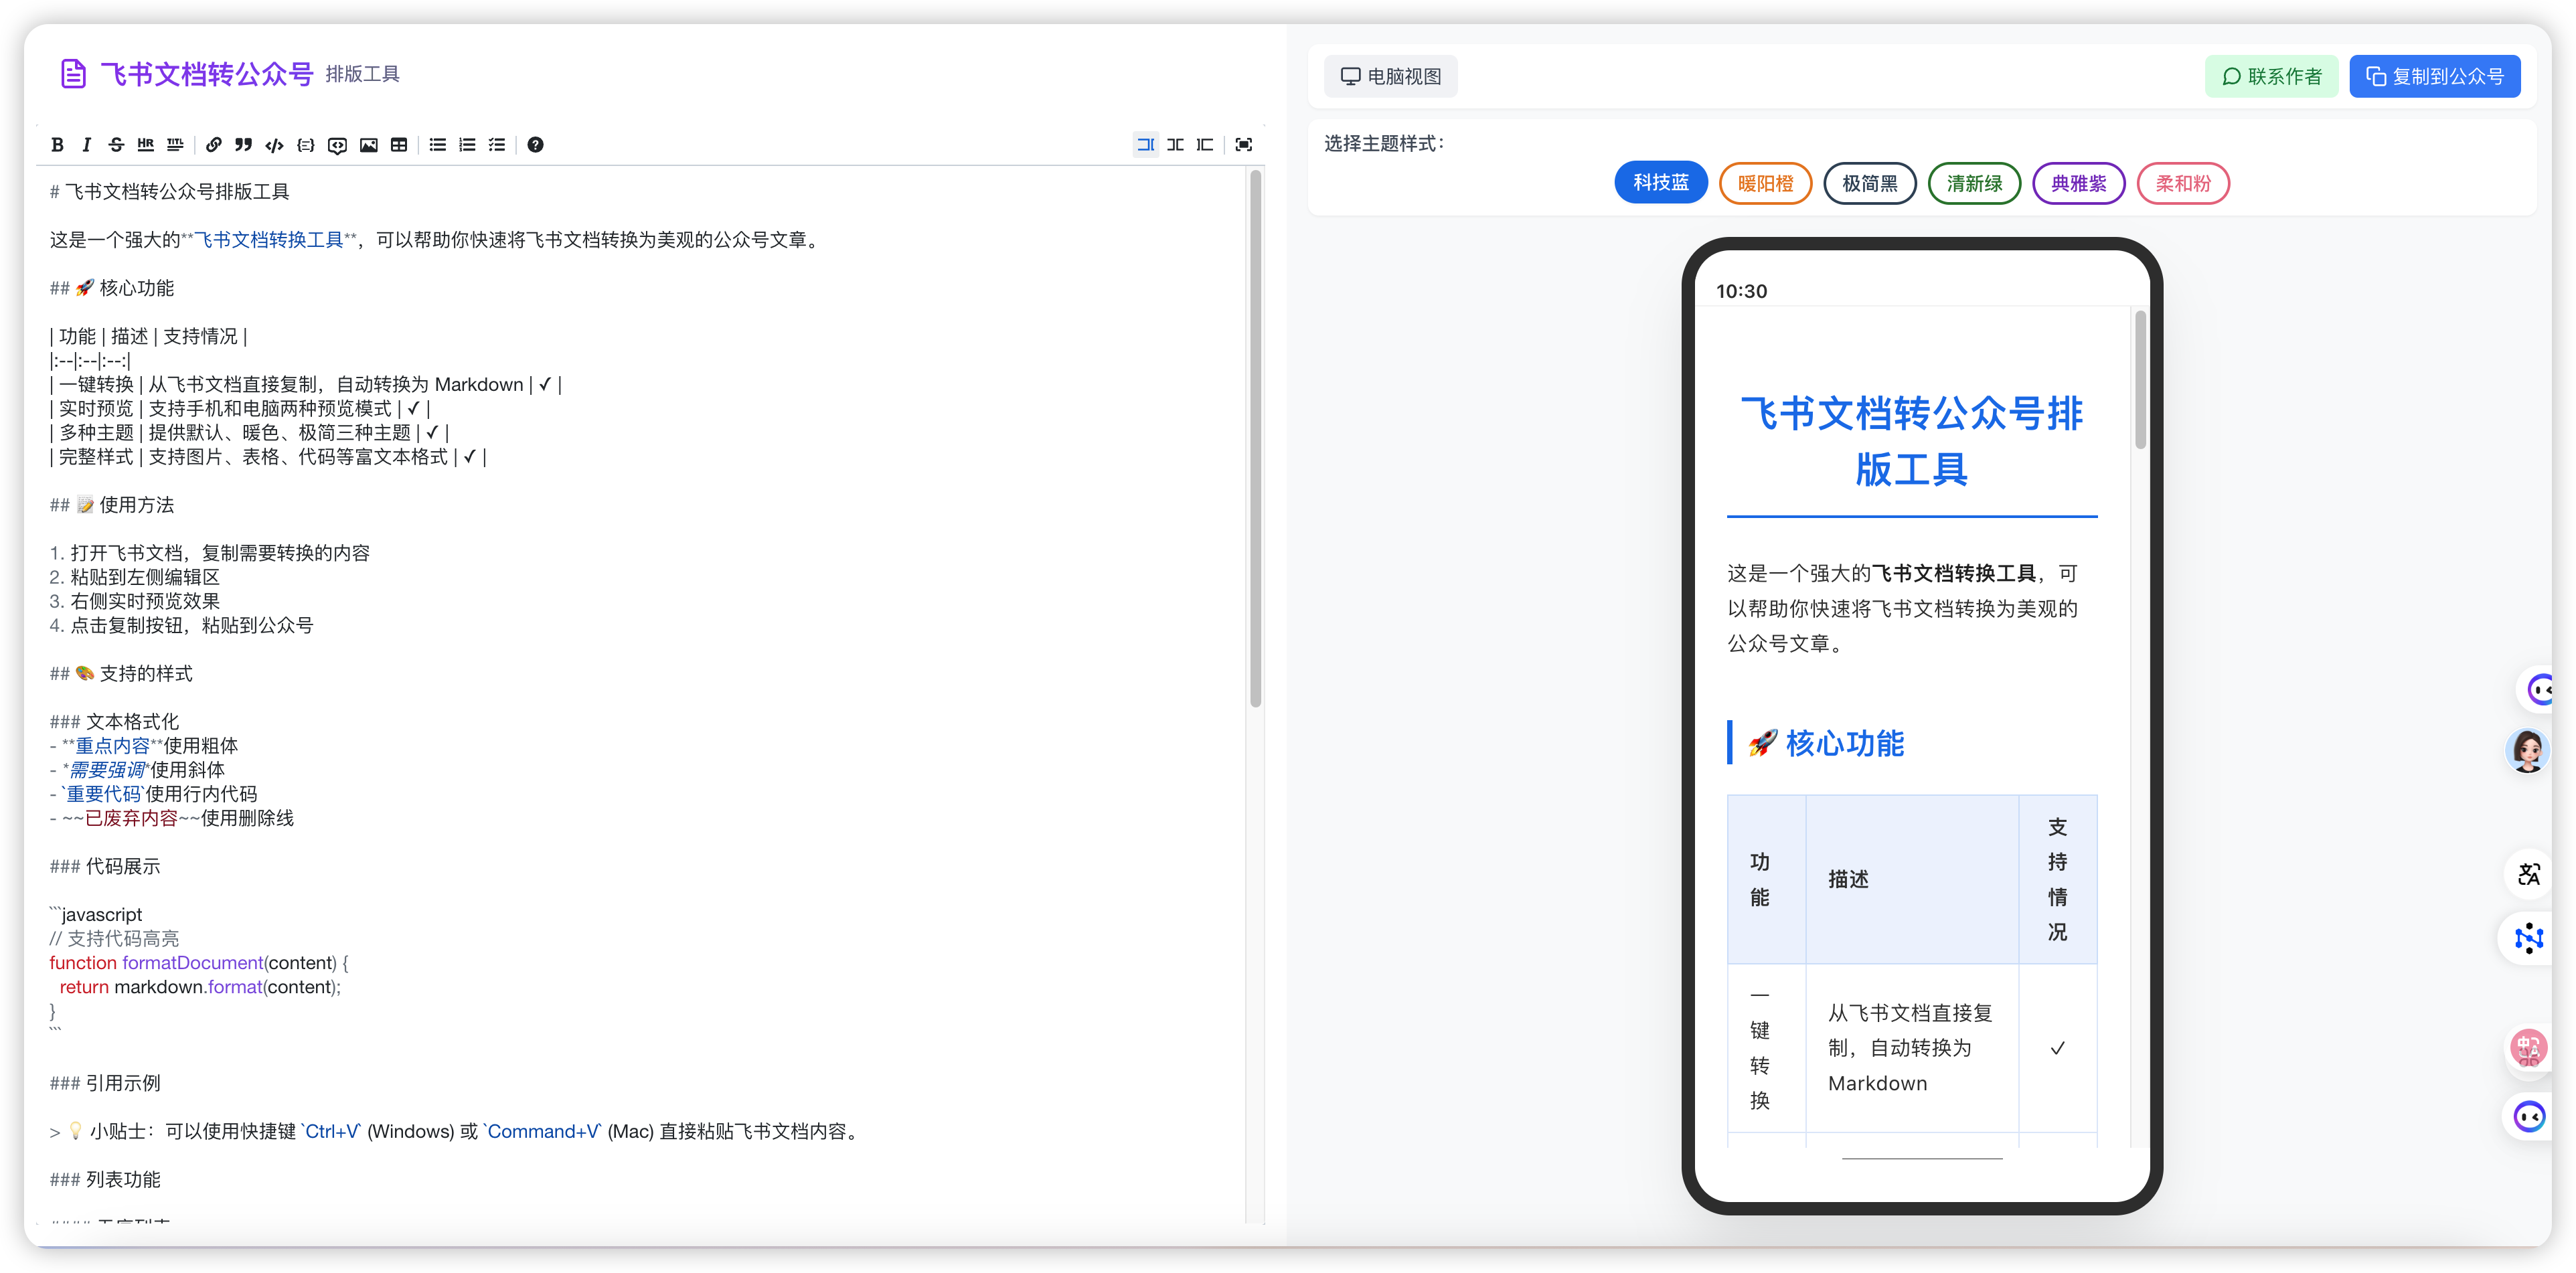 飞书文档转公众号 排版工具
B I S HR TITL
# 飞书文档转公众号排版工具
这是一个强大的**飞书文档转换工具**，可以帮助你快速将飞书文档转换为美观的公众号文章。
## 🚀 核心功能
| 功能 | 描述 | 支持情况 |
|:--|:--|:--:|
| 一键转换 | 从飞书文档直接复制，自动转换为 Markdown | ✓ |
| 实时预览 | 支持手机和电脑两种预览模式 | ✓ |
| 多种主题 | 提供默认、暖色、极简三种主题 | ✓ |
| 完整样式 | 支持图片、表格、代码等富文本格式 | ✓ |
## 📝 使用方法
1. 打开飞书文档，复制需要转换的内容
2. 粘贴到左侧编辑区
3. 右侧实时预览效果
4. 点击复制按钮，粘贴到公众号
## 🎨 支持的样式
### 文本格式化
- **重点内容**使用粗体
- *需要强调*使用斜体
- `重要代码`使用行内代码
- ~~已废弃内容~~使用删除线
### 代码展示
```javascript
// 支持代码高亮
function formatDocument(content) {
  return markdown.format(content);
}
```
### 引用示例
> 💡 小贴士：可以使用快捷键 `Ctrl+V` (Windows) 或 `Command+V` (Mac) 直接粘贴飞书文档内容。
### 列表功能
电脑视图
联系作者
复制到公众号
选择主题样式：
科技蓝 暖阳橙 极简黑 清新绿 典雅紫 柔和粉
10:30
飞书文档转公众号排
版工具
这是一个强大的飞书文档转换工具，可
以帮助你快速将飞书文档转换为美观的
公众号文章。
🚀 核心功能
功
能
描述
支
持
情
况
一
键
转
换
从飞书文档直接复
制，自动转换为
Markdown
✓